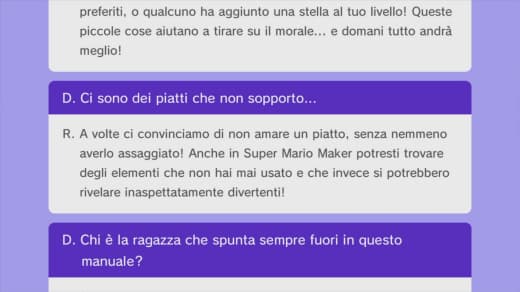 preferiti, o qualcuno ha aggiunto una stella al tuo livello! Queste
piccole cose aiutano a tirare su il morale... e domani tutto andrà
meglio!
D. Ci sono dei piatti che non sopporto...
R. A volte ci convinciamo di non amare un piatto, senza nemmeno
averlo assaggiato! Anche in Super Mario Maker potresti trovare
degli elementi che non hai mai usato e che invece si potrebbero
rivelare inaspettatamente divertenti!
D. Chi è la ragazza che spunta sempre fuori in questo
manuale?